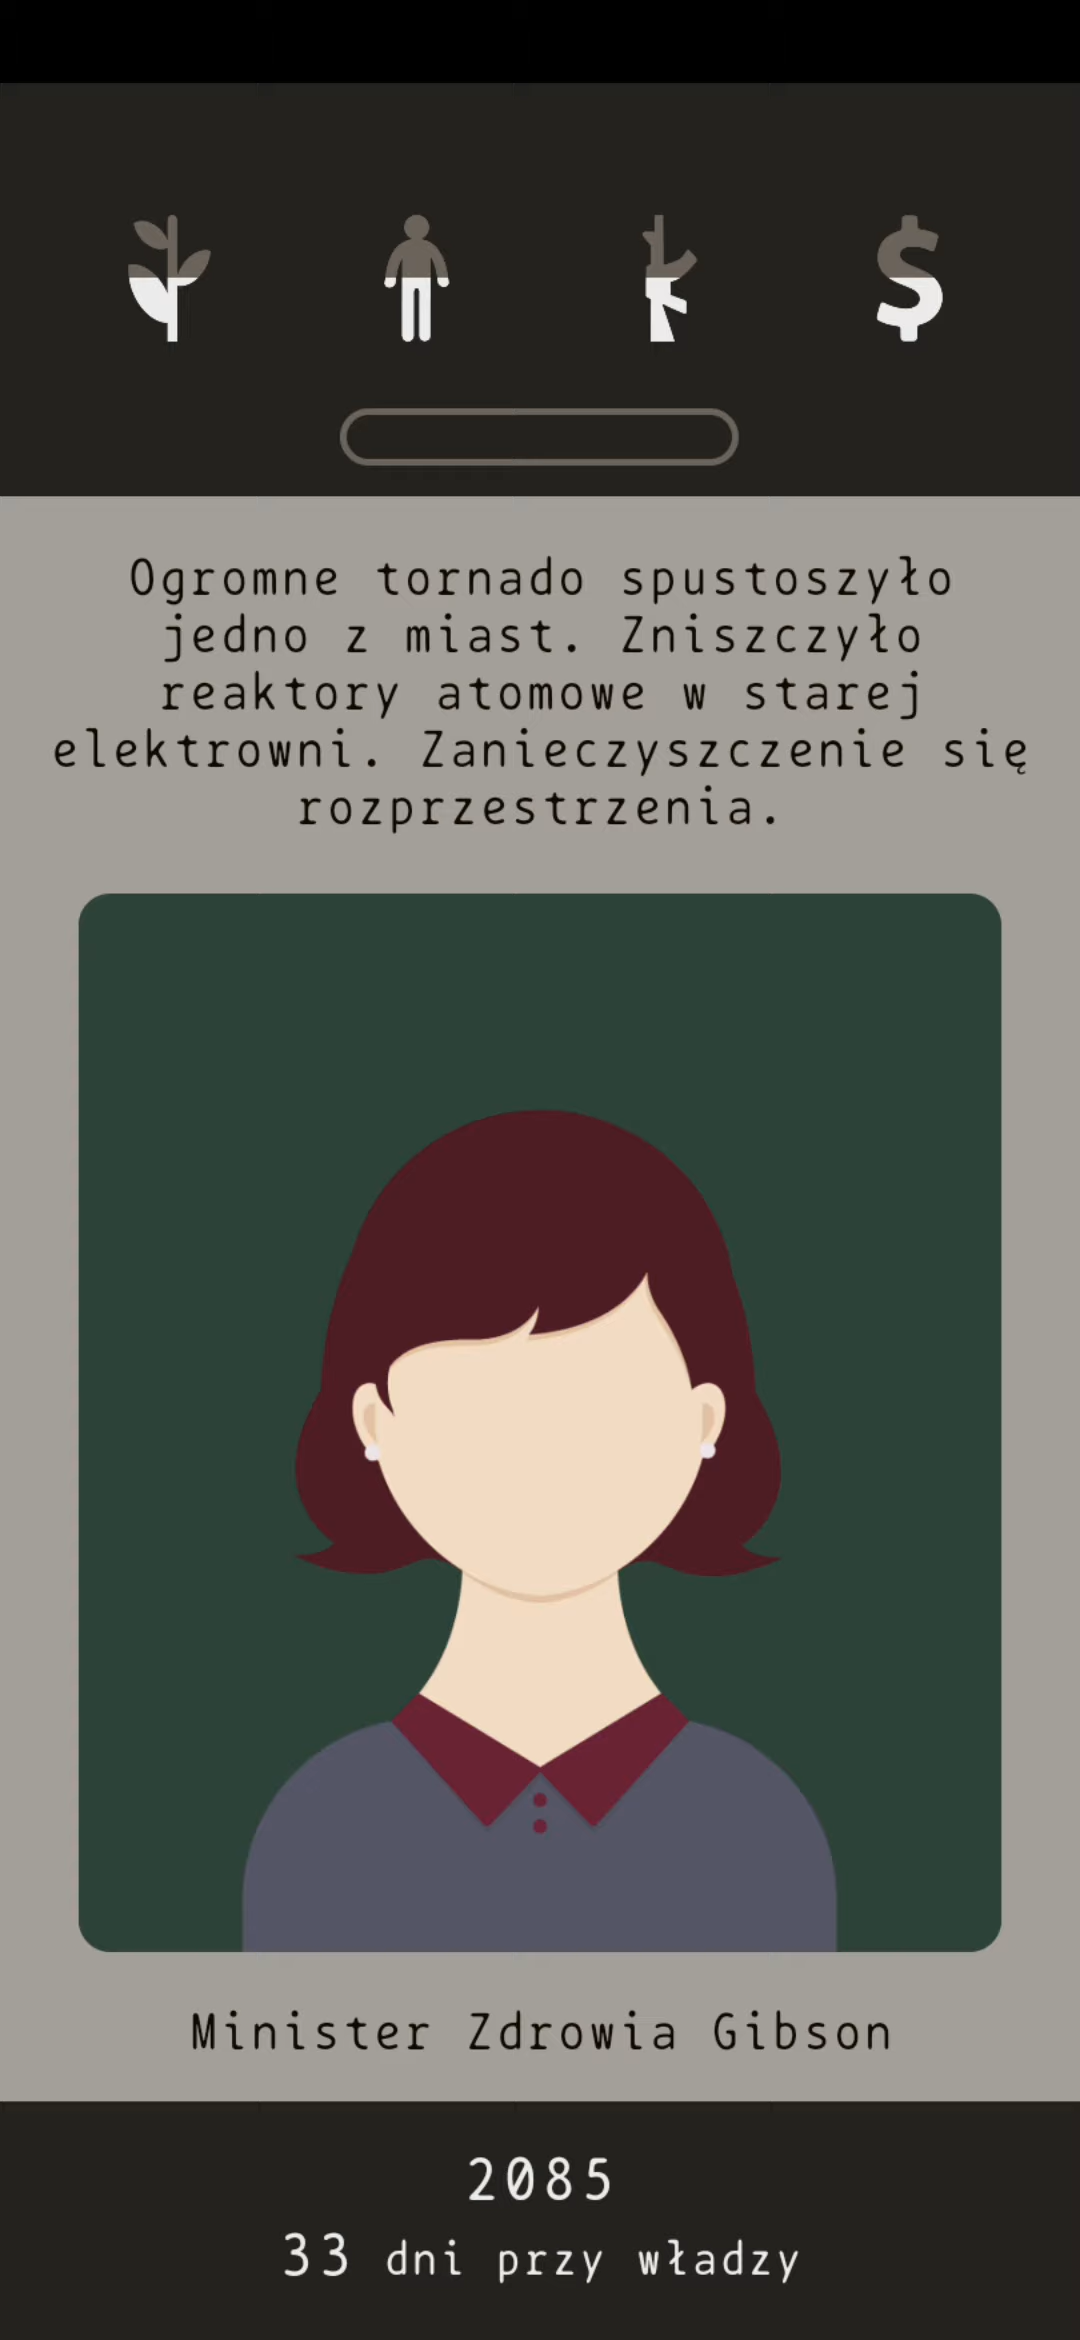 Ogromne tornado spustoszyło
jedno z miast. Zniszczyło
reaktory atomowe w starej
elektrowni. Zanieczyszczenie się
rozprzestrzenia.
Minister Zdrowia Gibson
2085
33 dni przy władzy